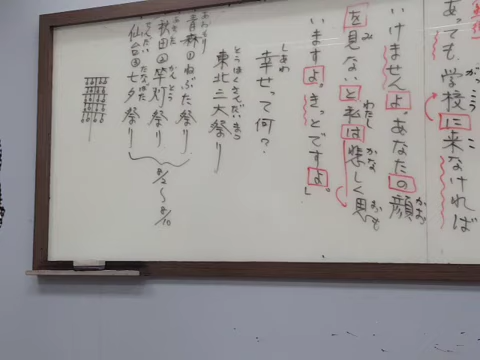 あっても、学校に来なければ
いけませんよ。あなたの顔
を見ないと私は悲しく思
いますよ。きっとですよ。」
幸せって何？
東北三大祭り
青森のねぶた祭り
秋田の竿灯祭り
仙台の七夕祭り
8/2～8/10